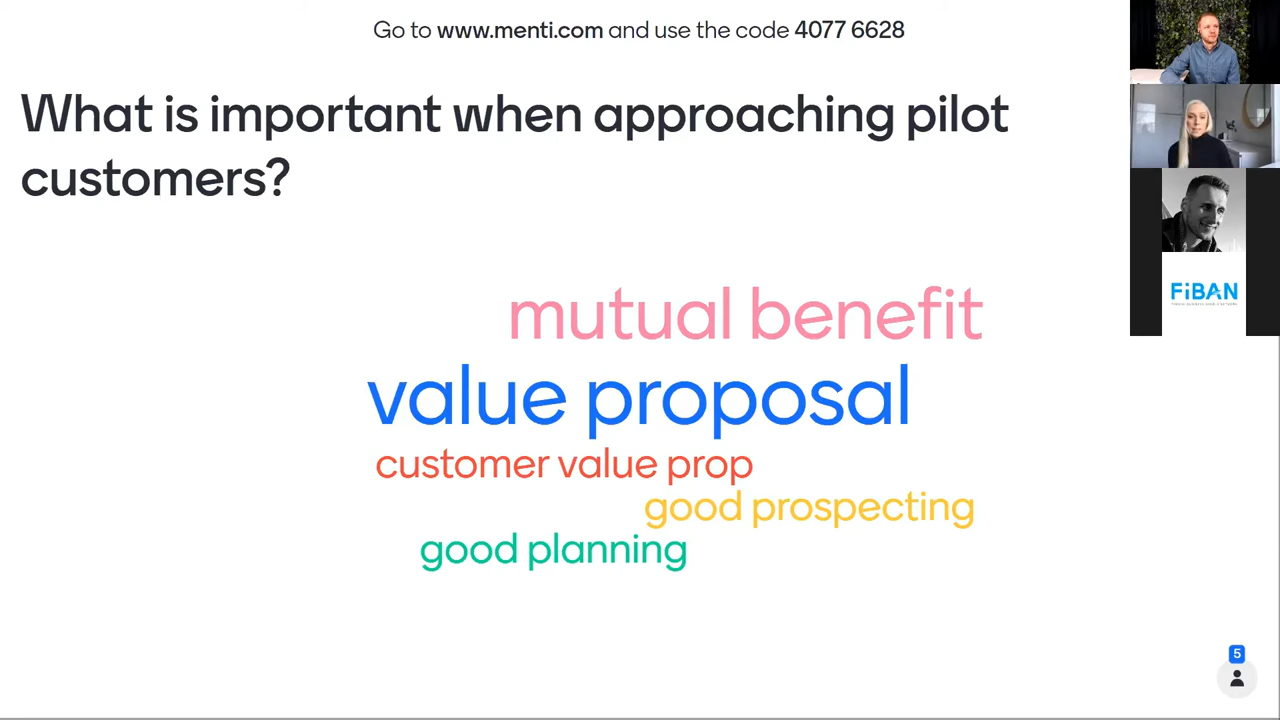 Go to www.menti.com and use the code 4077 6628
What is important when approaching pilot
customers?
mutual benefit
value proposal
customer value prop
good prospecting
good planning
FiBAN
5